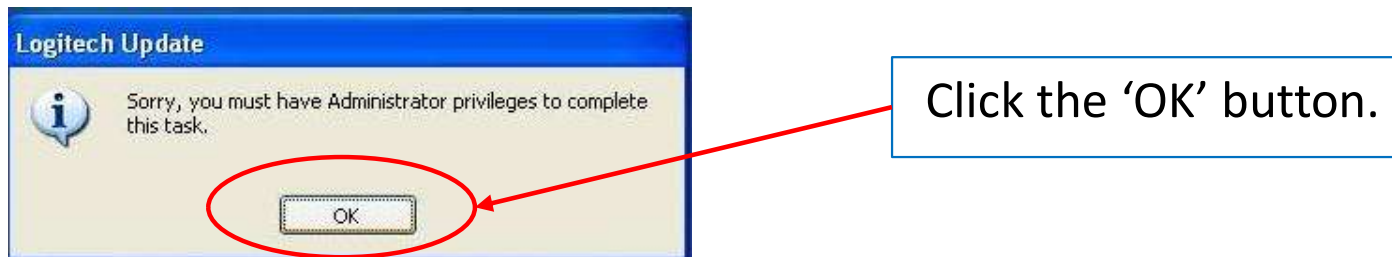 Logitech Update
Sorry, you must have Administrator privileges to complete
this task.
OK
Click the ‘OK’ button.